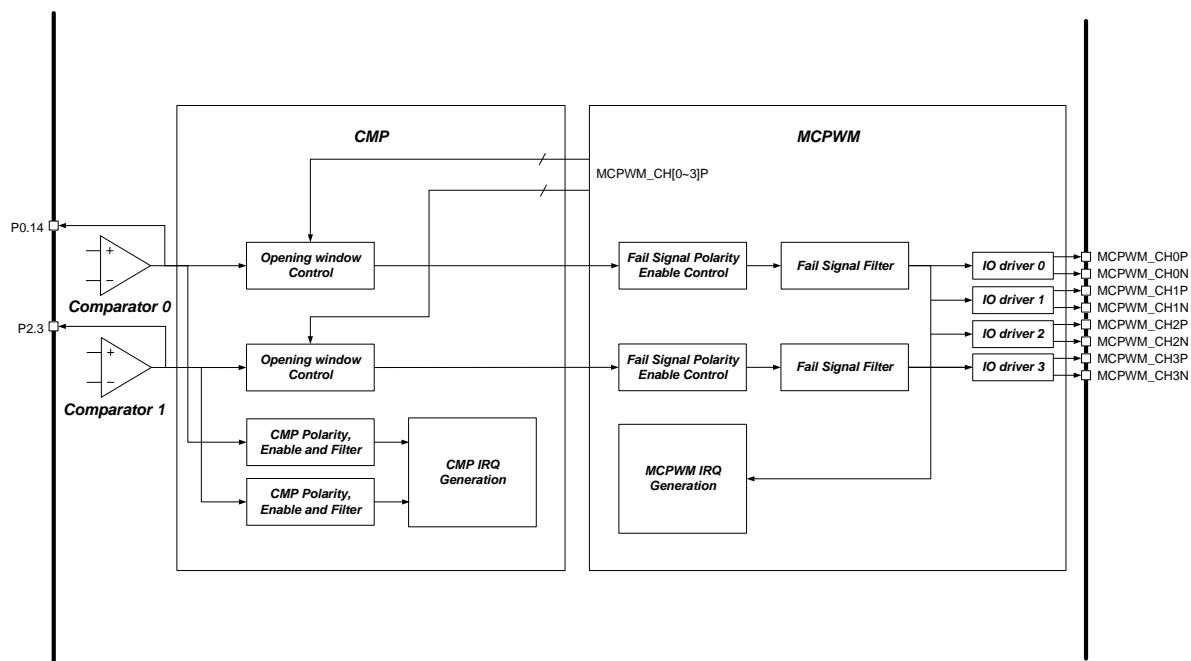 CMP
MCPWM
MCPWM_CH[0~3]P
P0.14
+
−
Comparator 0
Opening window
Control
Fail Signal Polarity
Enable Control
Fail Signal Filter
IO driver 0
IO driver 1
IO driver 2
IO driver 3
MCPWM_CH0P
MCPWM_CH0N
MCPWM_CH1P
MCPWM_CH1N
MCPWM_CH2P
MCPWM_CH2N
MCPWM_CH3P
MCPWM_CH3N
P2.3
+
−
Comparator 1
Opening window
Control
Fail Signal Polarity
Enable Control
Fail Signal Filter
CMP Polarity,
Enable and Filter
CMP Polarity,
Enable and Filter
CMP IRQ
Generation
MCPWM IRQ
Generation